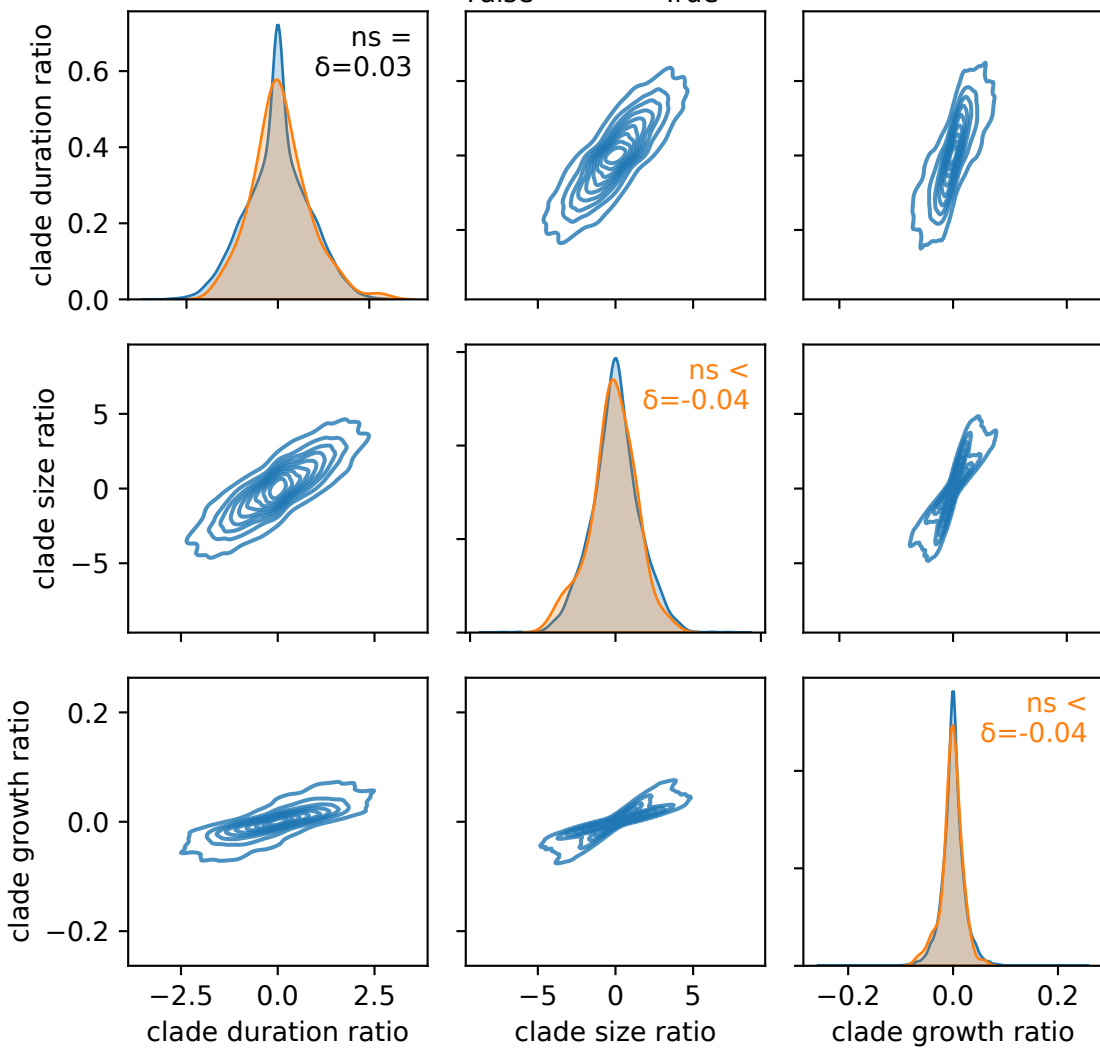 True
clade duration ratio
0.6
0.4
0.2
0.0
ns =
δ=0.03
clade size ratio
5
0
−5
ns <
δ=-0.04
clade growth ratio
0.2
0.0
−0.2
ns <
δ=-0.04
−2.5 0.0 2.5
−5 0 5
−0.2 0.0 0.2
clade duration ratio
clade size ratio
clade growth ratio